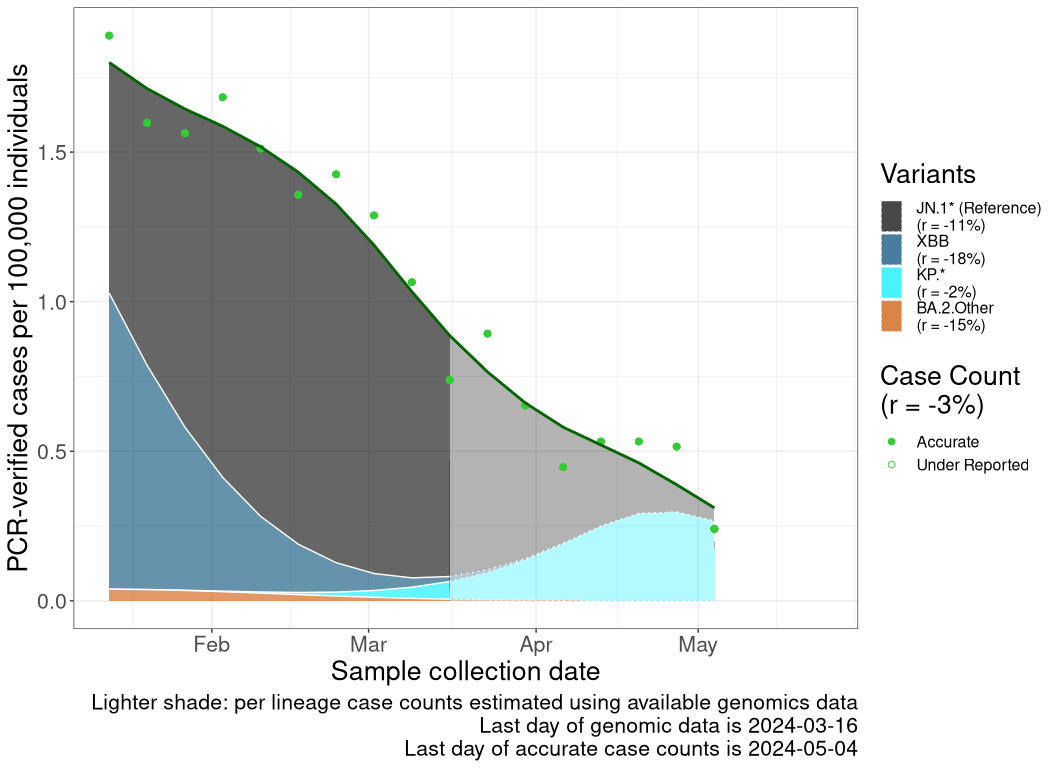 PCR-verified cases per 100,000 individuals
1.5
1.0
0.5
0.0
Feb Mar Apr May
Sample collection date
Lighter shade: per lineage case counts estimated using available genomics data
Last day of genomic data is 2024-03-16
Last day of accurate case counts is 2024-05-04
Variants
JN.1* (Reference)
(r = -11%)
XBB
(r = -18%)
KP.*
(r = -2%)
BA.2.Other
(r = -15%)
Case Count
(r = -3%)
Accurate
Under Reported